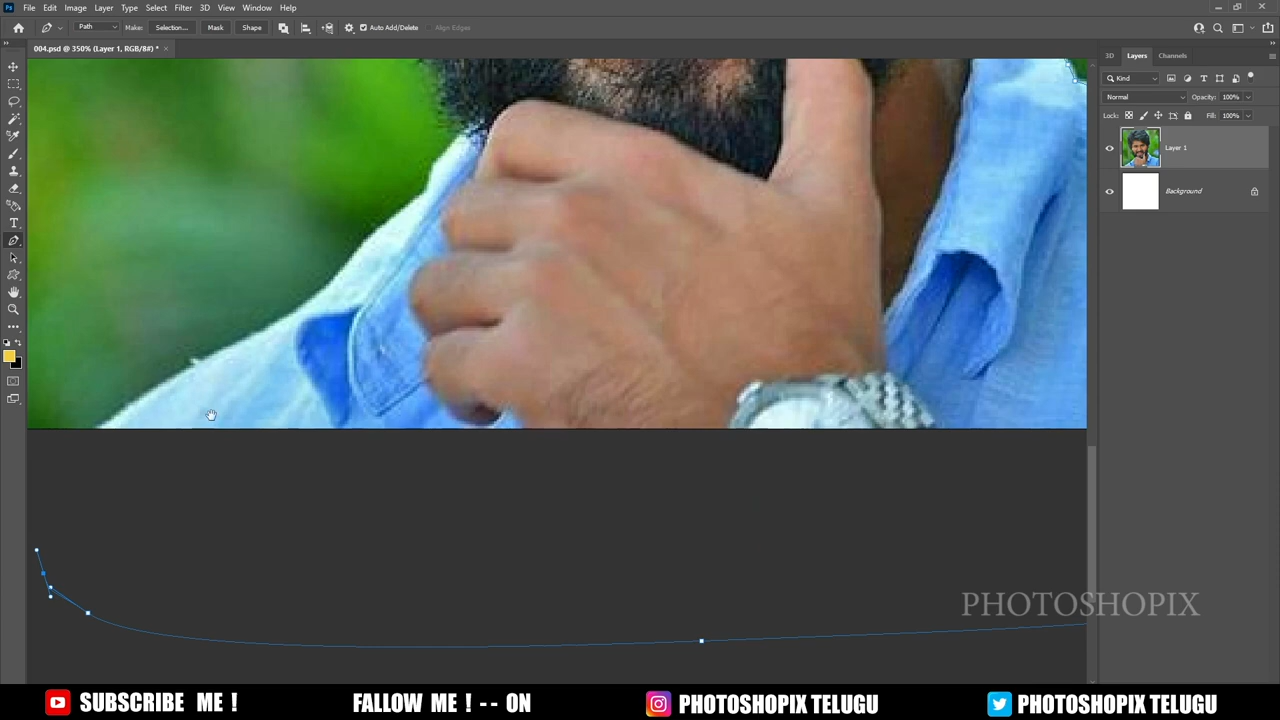 Ps File Edit Image Layer Type Select Filter 3D View Window Help
Path Make: Selection... Mask Shape Auto Add/Delete Align Edges
004.psd @ 350% (Layer 1, RGB/8#) * ×
3D Layers Channels
Kind
Normal Opacity: 100%
Lock: Fill: 100%
Layer 1
Background
PHOTOSHOPIX
SUBSCRIBE ME ! FALLOW ME ! -- ON PHOTOSHOPIX TELUGU PHOTOSHOPIX TELUGU